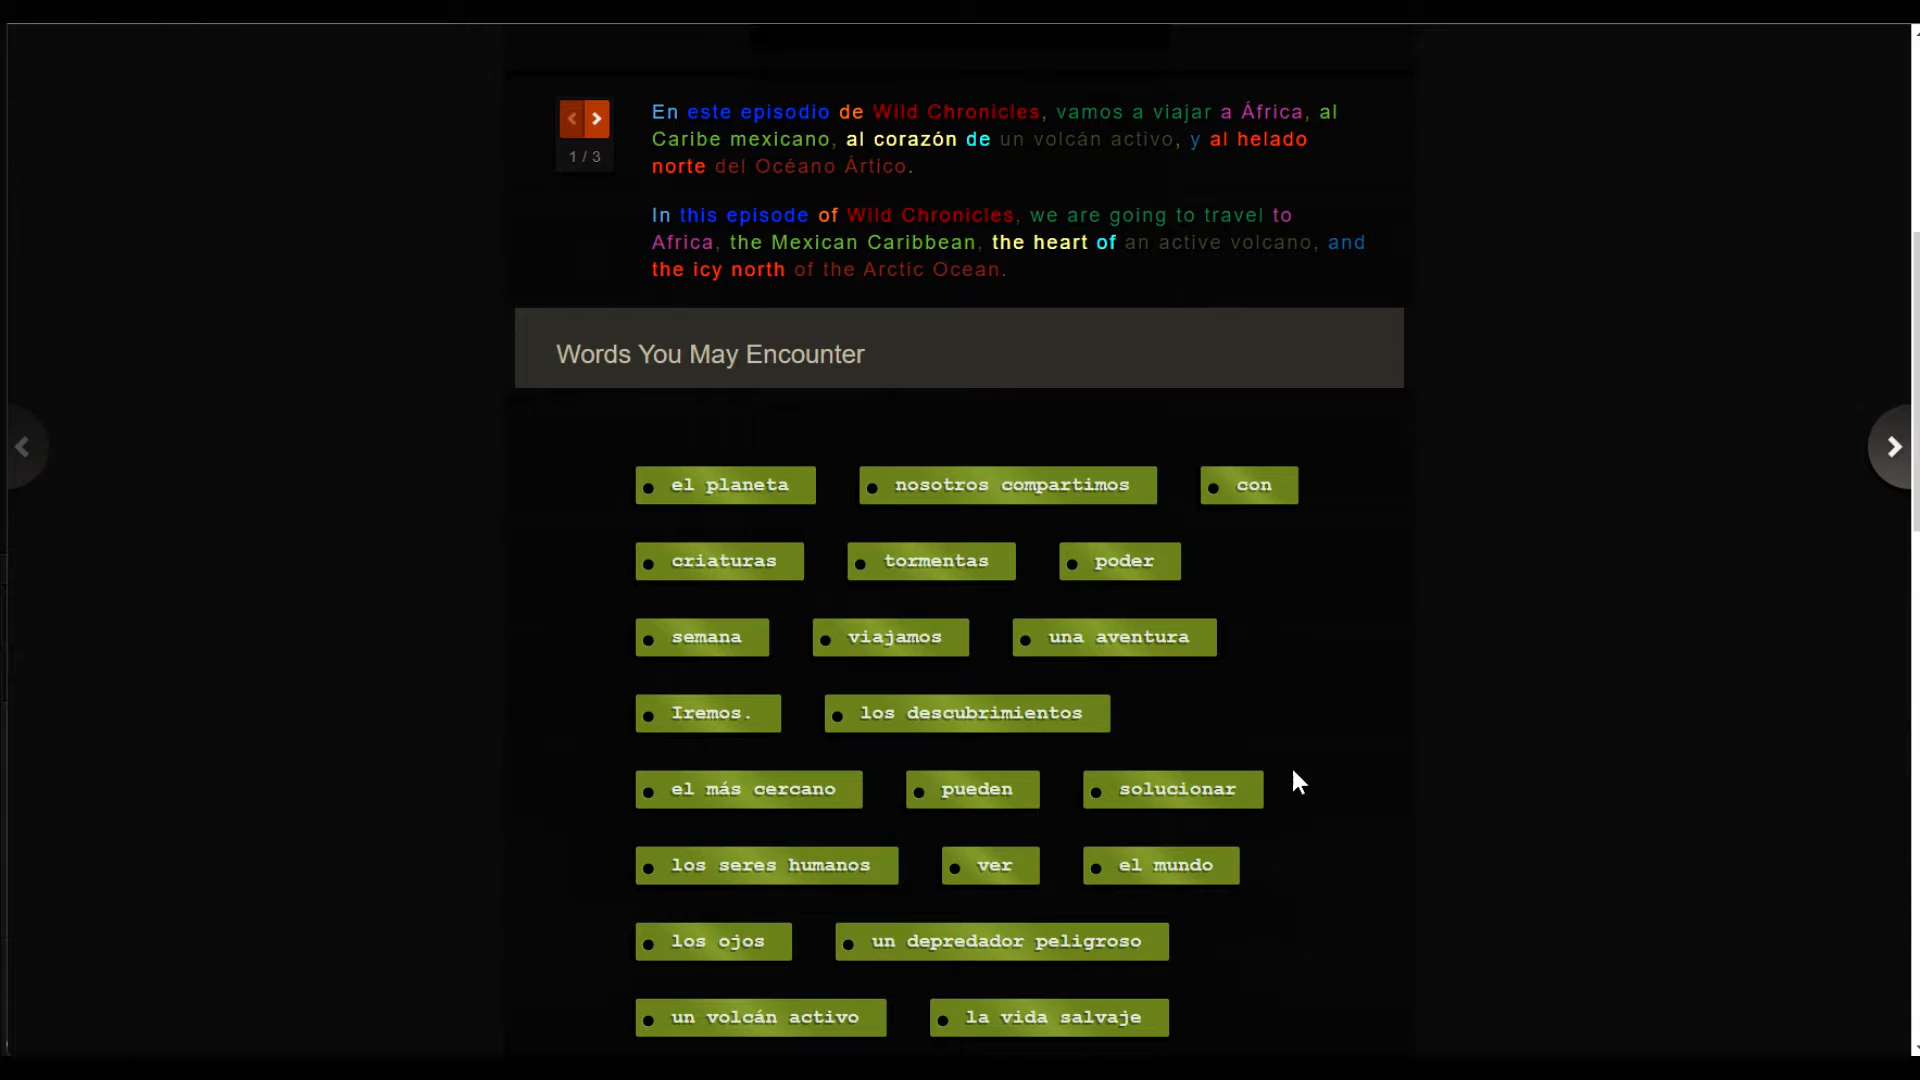 En este episodio de Wild Chronicles, vamos a viajar a África, al
Caribe mexicano, al corazón de un volcán activo, y al helado
norte del Océano Ártico.
1 / 3
In this episode of Wild Chronicles, we are going to travel to
Africa, the Mexican Caribbean, the heart of an active volcano, and
the icy north of the Arctic Ocean.
Words You May Encounter
el planeta
nosotros compartimos
con
criaturas
tormentas
poder
semana
viajamos
una aventura
Iremos.
los descubrimientos
el más cercano
pueden
solucionar
los seres humanos
ver
el mundo
los ojos
un depredador peligroso
un volcán activo
la vida salvaje